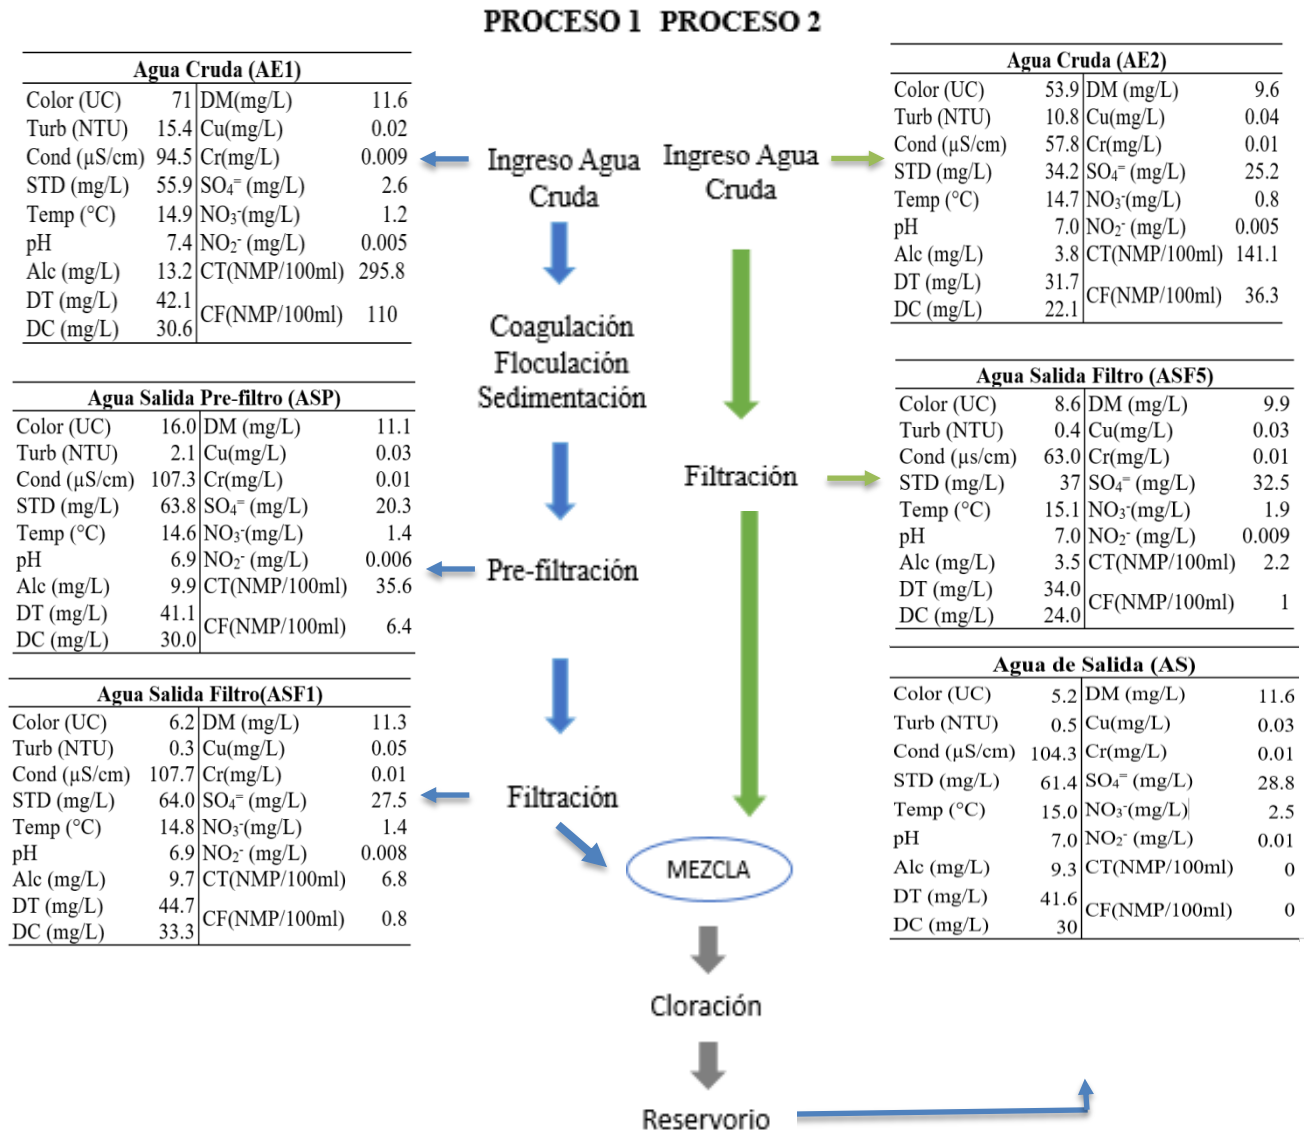 PROCESO 1 PROCESO 2
Agua Cruda (AE1)
Color (UC) 71 DM(mg/L) 11.6
Turb (NTU) 15.4 Cu(mg/L) 0.02
Cond (µS/cm) 94.5 Cr(mg/L) 0.009
STD (mg/L) 55.9 SO₄⁼ (mg/L) 2.6
Temp (°C) 14.9 NO₃⁻(mg/L) 1.2
pH 7.4 NO₂⁻ (mg/L) 0.005
Alc (mg/L) 13.2 CT(NMP/100ml) 295.8
DT (mg/L) 42.1
CF(NMP/100ml) 110
DC (mg/L) 30.6
Agua Salida Pre-filtro (ASP)
Color (UC) 16.0 DM (mg/L) 11.1
Turb (NTU) 2.1 Cu(mg/L) 0.03
Cond (µS/cm) 107.3 Cr(mg/L) 0.01
STD (mg/L) 63.8 SO₄⁼ (mg/L) 20.3
Temp (°C) 14.6 NO₃⁻(mg/L) 1.4
pH 6.9 NO₂⁻ (mg/L) 0.006
Alc (mg/L) 9.9 CT(NMP/100ml) 35.6
DT (mg/L) 41.1
CF(NMP/100ml) 6.4
DC (mg/L) 30.0
Agua Salida Filtro(ASF1)
Color (UC) 6.2 DM (mg/L) 11.3
Turb (NTU) 0.3 Cu(mg/L) 0.05
Cond (µS/cm) 107.7 Cr(mg/L) 0.01
STD (mg/L) 64.0 SO₄⁼ (mg/L) 27.5
Temp (°C) 14.8 NO₃⁻(mg/L) 1.4
pH 6.9 NO₂⁻ (mg/L) 0.008
Alc (mg/L) 9.7 CT(NMP/100ml) 6.8
DT (mg/L) 44.7
CF(NMP/100ml) 0.8
DC (mg/L) 33.3
Ingreso Agua
Cruda
Coagulación
Floculación
Sedimentación
Pre-filtración
Filtración
Ingreso Agua
Cruda
Filtración
MEZCLA
Cloración
Reservorio
Agua Cruda (AE2)
Color (UC) 53.9 DM (mg/L) 9.6
Turb (NTU) 10.8 Cu(mg/L) 0.04
Cond (µS/cm) 57.8 Cr(mg/L) 0.01
STD (mg/L) 34.2 SO₄⁼ (mg/L) 25.2
Temp (°C) 14.7 NO₃⁻(mg/L) 0.8
pH 7.0 NO₂⁻ (mg/L) 0.005
Alc (mg/L) 3.8 CT(NMP/100ml) 141.1
DT (mg/L) 31.7
CF(NMP/100ml) 36.3
DC (mg/L) 22.1
Agua Salida Filtro (ASF5)
Color (UC) 8.6 DM (mg/L) 9.9
Turb (NTU) 0.4 Cu(mg/L) 0.03
Cond (µs/cm) 63.0 Cr(mg/L) 0.01
STD (mg/L) 37 SO₄⁼ (mg/L) 32.5
Temp (°C) 15.1 NO₃⁻(mg/L) 1.9
pH 7.0 NO₂⁻ (mg/L) 0.009
Alc (mg/L) 3.5 CT(NMP/100ml) 2.2
DT (mg/L) 34.0
CF(NMP/100ml) 1
DC (mg/L) 24.0
Agua de Salida (AS)
Color (UC) 5.2 DM (mg/L) 11.6
Turb (NTU) 0.5 Cu(mg/L) 0.03
Cond (µS/cm) 104.3 Cr(mg/L) 0.01
STD (mg/L) 61.4 SO₄⁼ (mg/L) 28.8
Temp (°C) 15.0 NO₃⁻(mg/L) 2.5
pH 7.0 NO₂⁻ (mg/L) 0.01
Alc (mg/L) 9.3 CT(NMP/100ml) 0
DT (mg/L) 41.6
CF(NMP/100ml) 0
DC (mg/L) 30